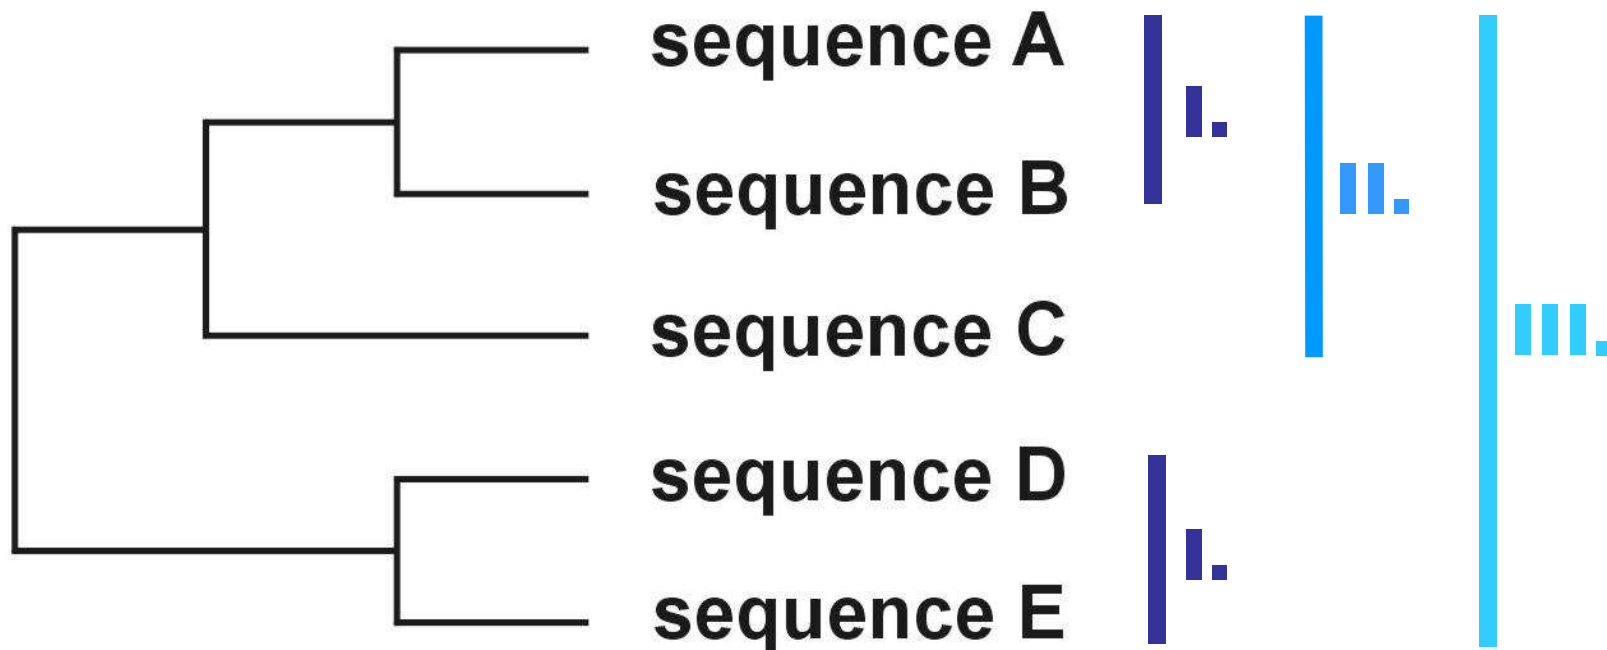 sequence A
I.
sequence B
II.
sequence C
III.
sequence D
I.
sequence E